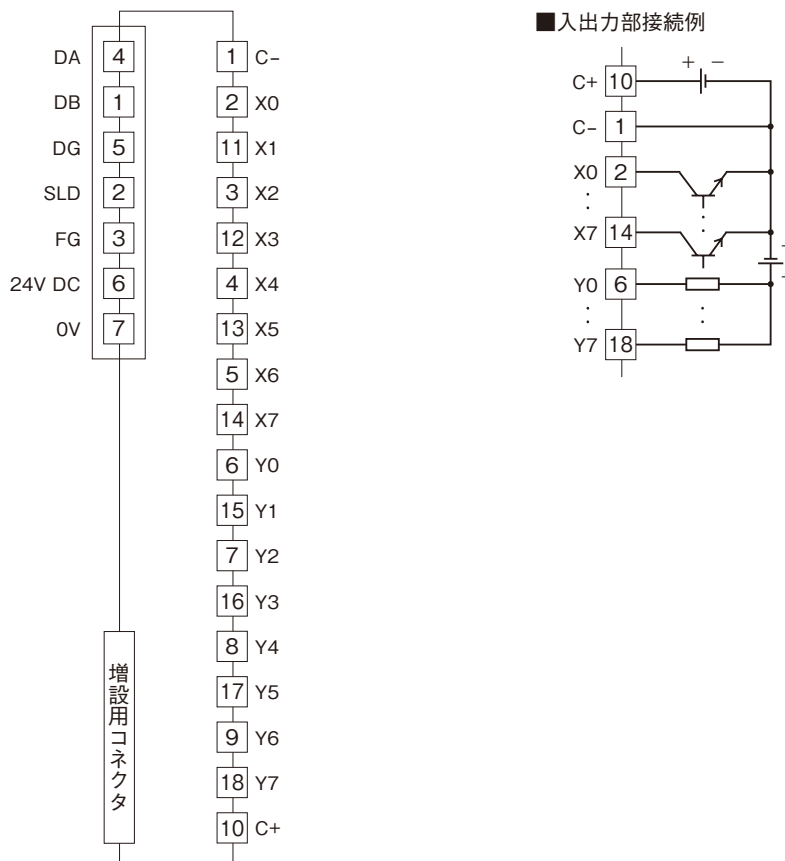 DA 4
DB 1
DG 5
SLD 2
FG 3
24V DC 6
0V 7
増設用コネクタ
1 C−
2 X0
11 X1
3 X2
12 X3
4 X4
13 X5
5 X6
14 X7
6 Y0
15 Y1
7 Y2
16 Y3
8 Y4
17 Y5
9 Y6
18 Y7
10 C+
■入出力部接続例
C+ 10 + −
C− 1
X0 2
X7 14
Y0 6
Y7 18